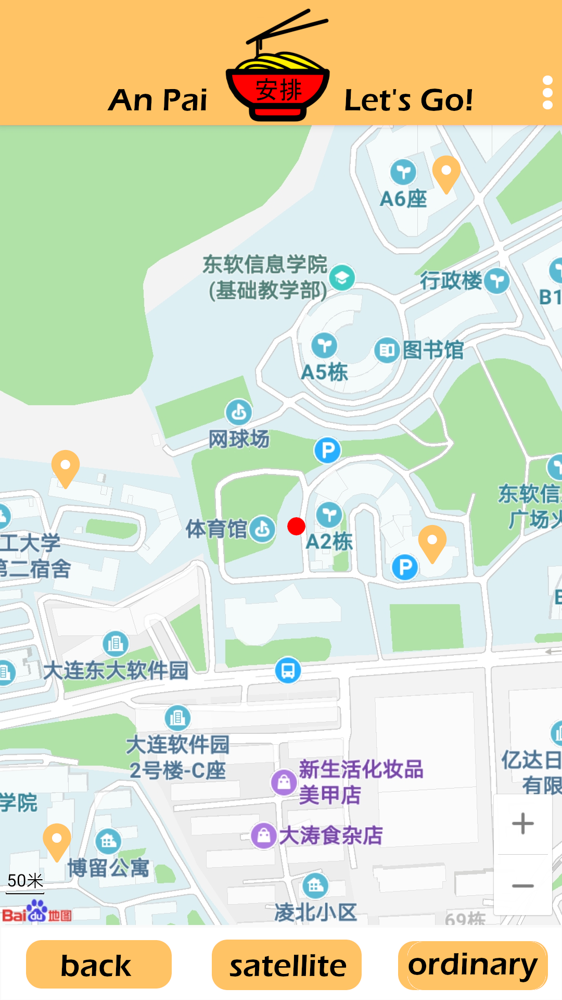 An Pai
安排
Let's Go!
A6座
东软信息学院
(基础教学部)
行政楼
B1
A5栋
图书馆
网球场
P
东软信
广场
体育馆
A2栋
工大学
第二宿舍
P
B
大连东大软件园
大连软件园
2号楼-C座
新生活化妆品
美甲店
亿达日
有限
学院
大涛食杂店
博留公寓
50米
凌北小区
69栋
Bai du 地图
+
−
back
satellite
ordinary